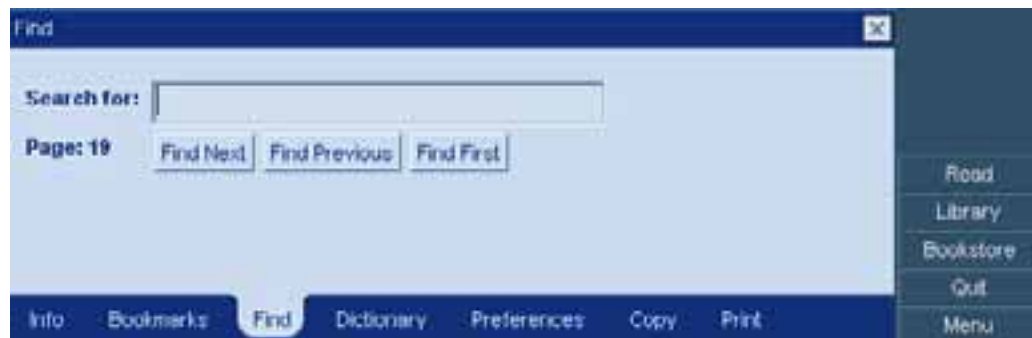 Find
Search for:
Page: 19 Find Next Find Previous Find First
Info Bookmarks Find Dictionary Preferences Copy Print
Read
Library
Bookstore
Quit
Menu